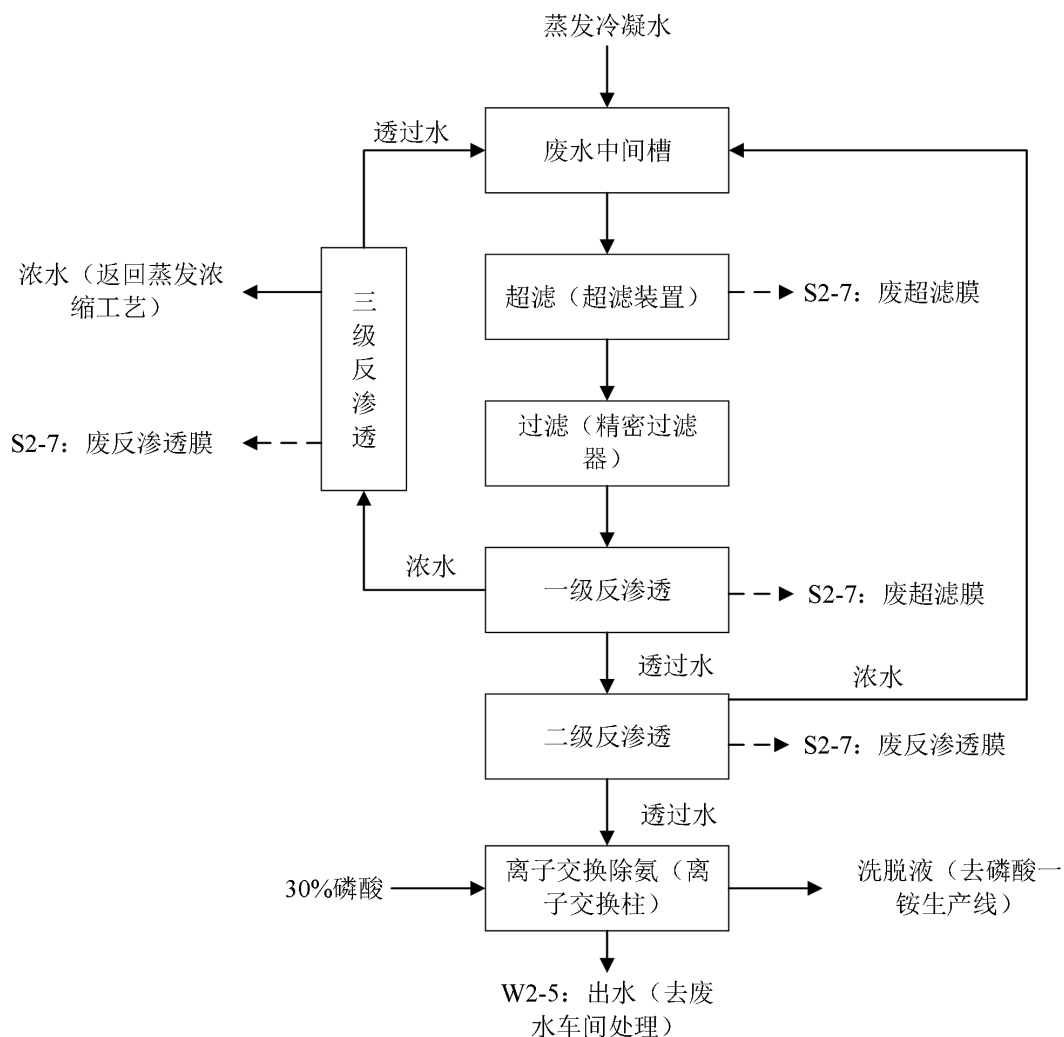 蒸发冷凝水
透过水
废水中间槽
浓水（返回蒸发浓
缩工艺）
三
级
反
渗
透
超滤（超滤装置）
S2-7：废超滤膜
S2-7：废反渗透膜
过滤（精密过滤
器）
浓水
一级反渗透
S2-7：废超滤膜
透过水
浓水
二级反渗透
S2-7：废反渗透膜
透过水
30%磷酸
离子交换除氨（离
子交换柱）
洗脱液（去磷酸一
铵生产线）
W2-5：出水（去废
水车间处理）